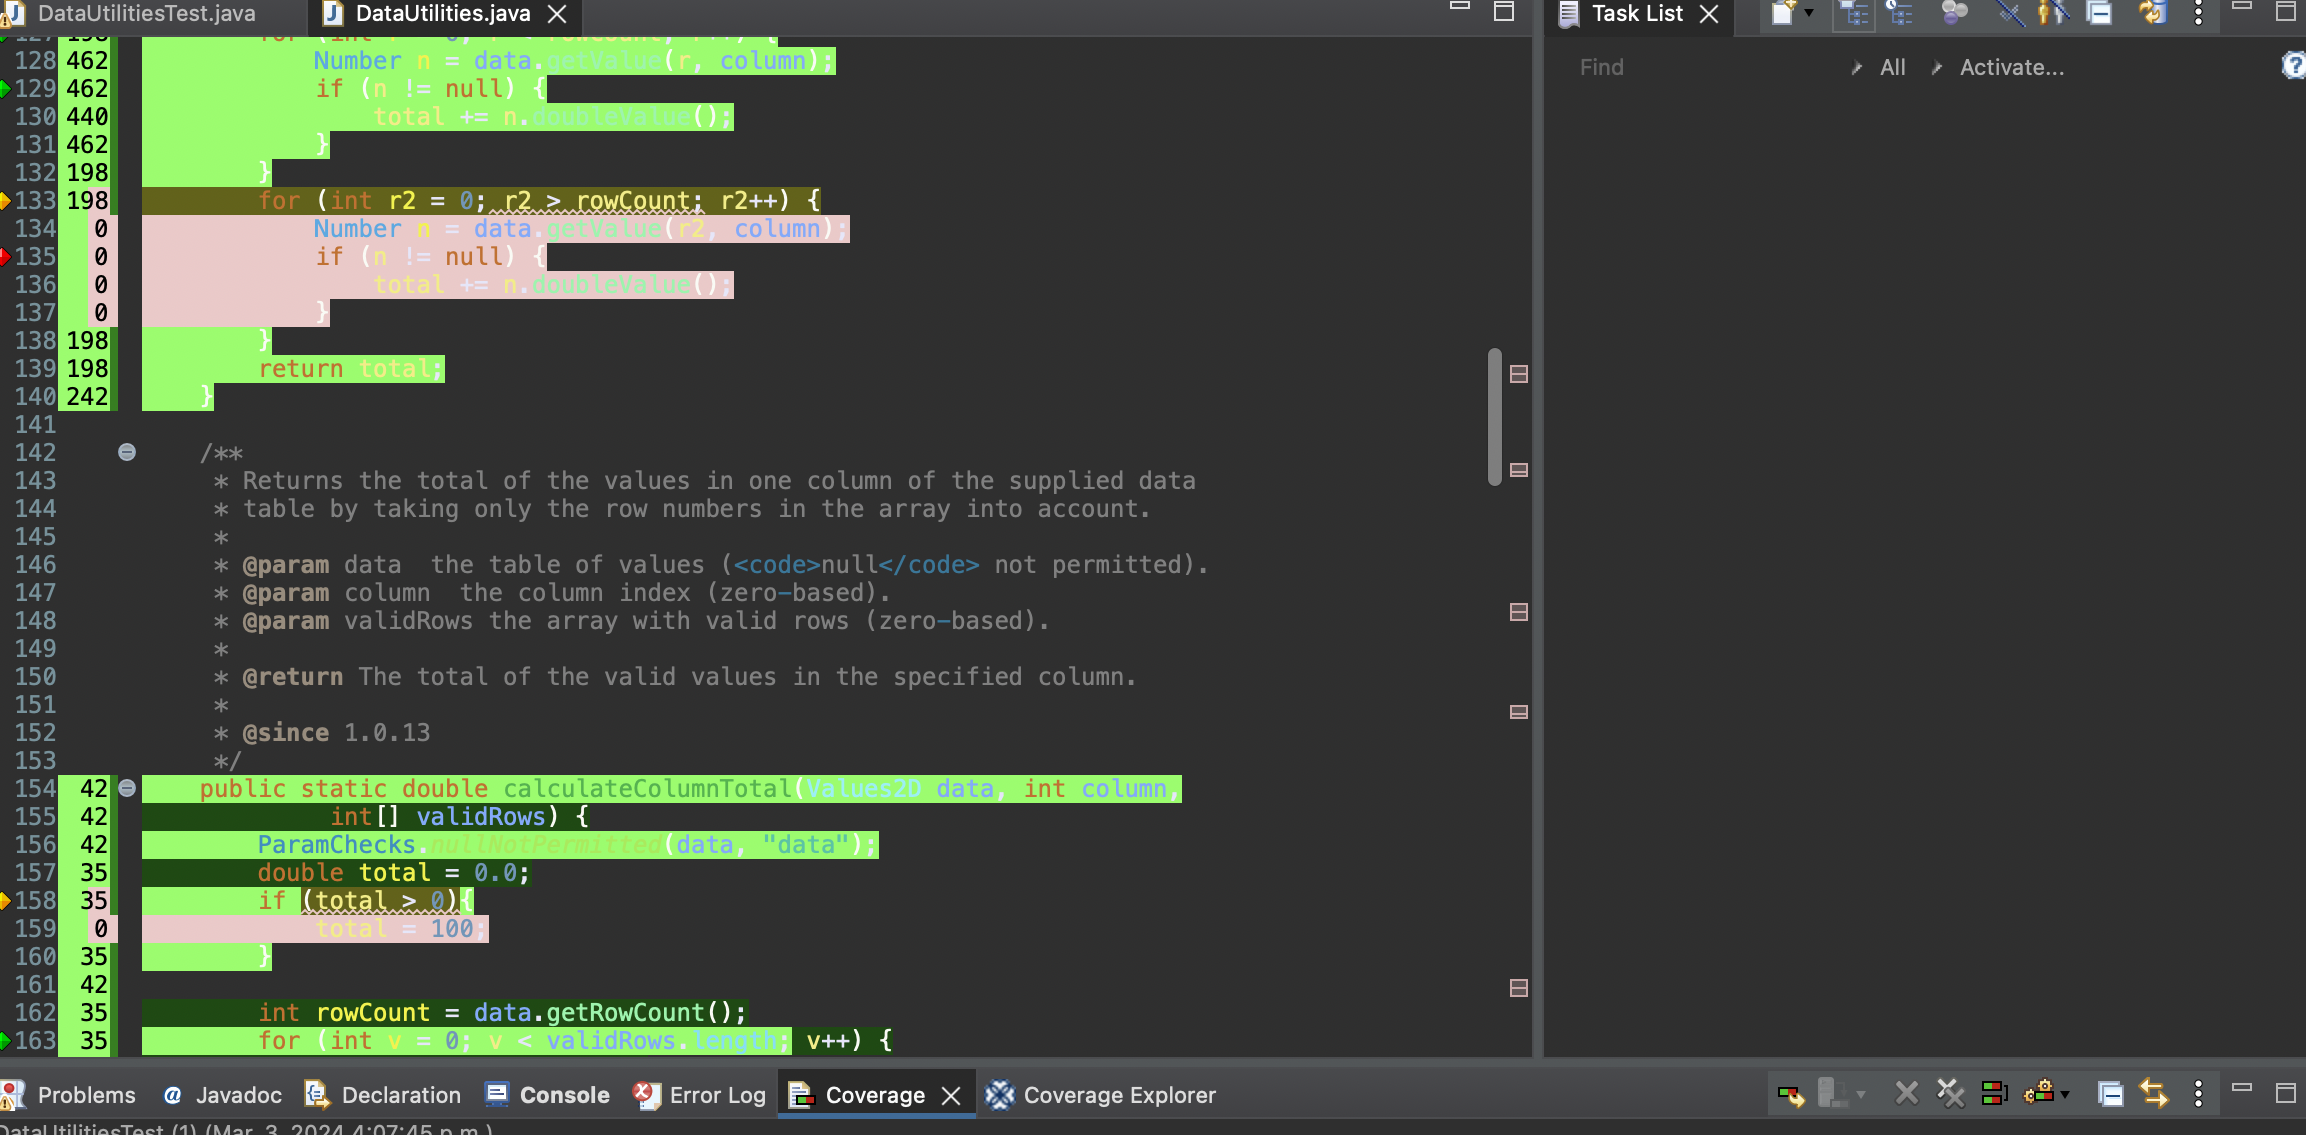 DataUtilitiesTest.java DataUtilities.java Task List
Find All Activate...
127 198 for (int r = 0; r < rowCount; r++) {
128 462 Number n = data.getValue(r, column);
129 462 if (n != null) {
130 440 total += n.doubleValue();
131 462 }
132 198 }
133 198 for (int r2 = 0; r2 > rowCount; r2++) {
134 0 Number n = data.getValue(r2, column);
135 0 if (n != null) {
136 0 total += n.doubleValue();
137 0 }
138 198 }
139 198 return total;
140 242 }
141
142 /**
143 * Returns the total of the values in one column of the supplied data
144 * table by taking only the row numbers in the array into account.
145 *
146 * @param data  the table of values (<code>null</code> not permitted).
147 * @param column  the column index (zero-based).
148 * @param validRows the array with valid rows (zero-based).
149 *
150 * @return The total of the valid values in the specified column.
151 *
152 * @since 1.0.13
153 */
154 42 public static double calculateColumnTotal(Values2D data, int column,
155 42 int[] validRows) {
156 42 ParamChecks.nullNotPermitted(data, "data");
157 35 double total = 0.0;
158 35 if (total > 0){
159 0 total = 100;
160 35 }
161 42
162 35 int rowCount = data.getRowCount();
163 35 for (int v = 0; v < validRows.length; v++) {
Problems @ Javadoc Declaration Console Error Log Coverage Coverage Explorer
DataUtilitiesTest (1) (Mar. 3, 2024 4:07:45 p.m.)